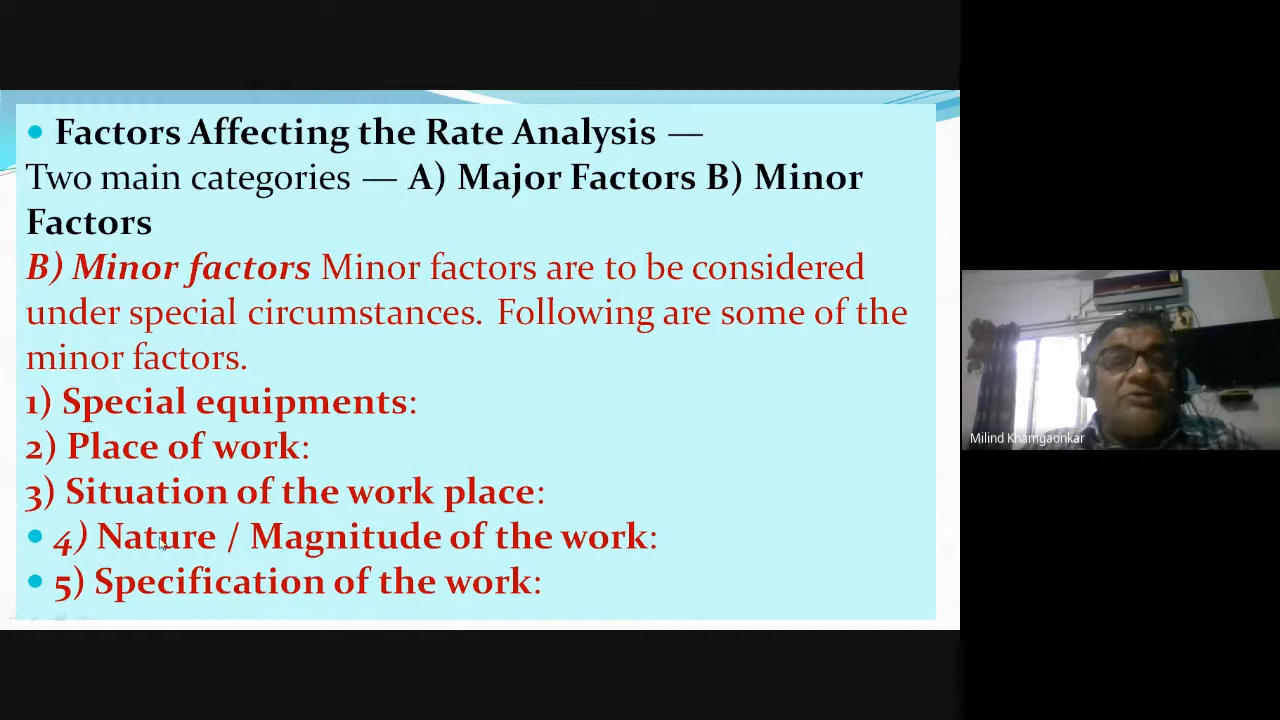 • Factors Affecting the Rate Analysis —
Two main categories — A) Major Factors B) Minor
Factors
B) Minor factors Minor factors are to be considered
under special circumstances. Following are some of the
minor factors.
1) Special equipments:
2) Place of work:
3) Situation of the work place:
• 4) Nature / Magnitude of the work:
• 5) Specification of the work:
Milind Khamgaonkar